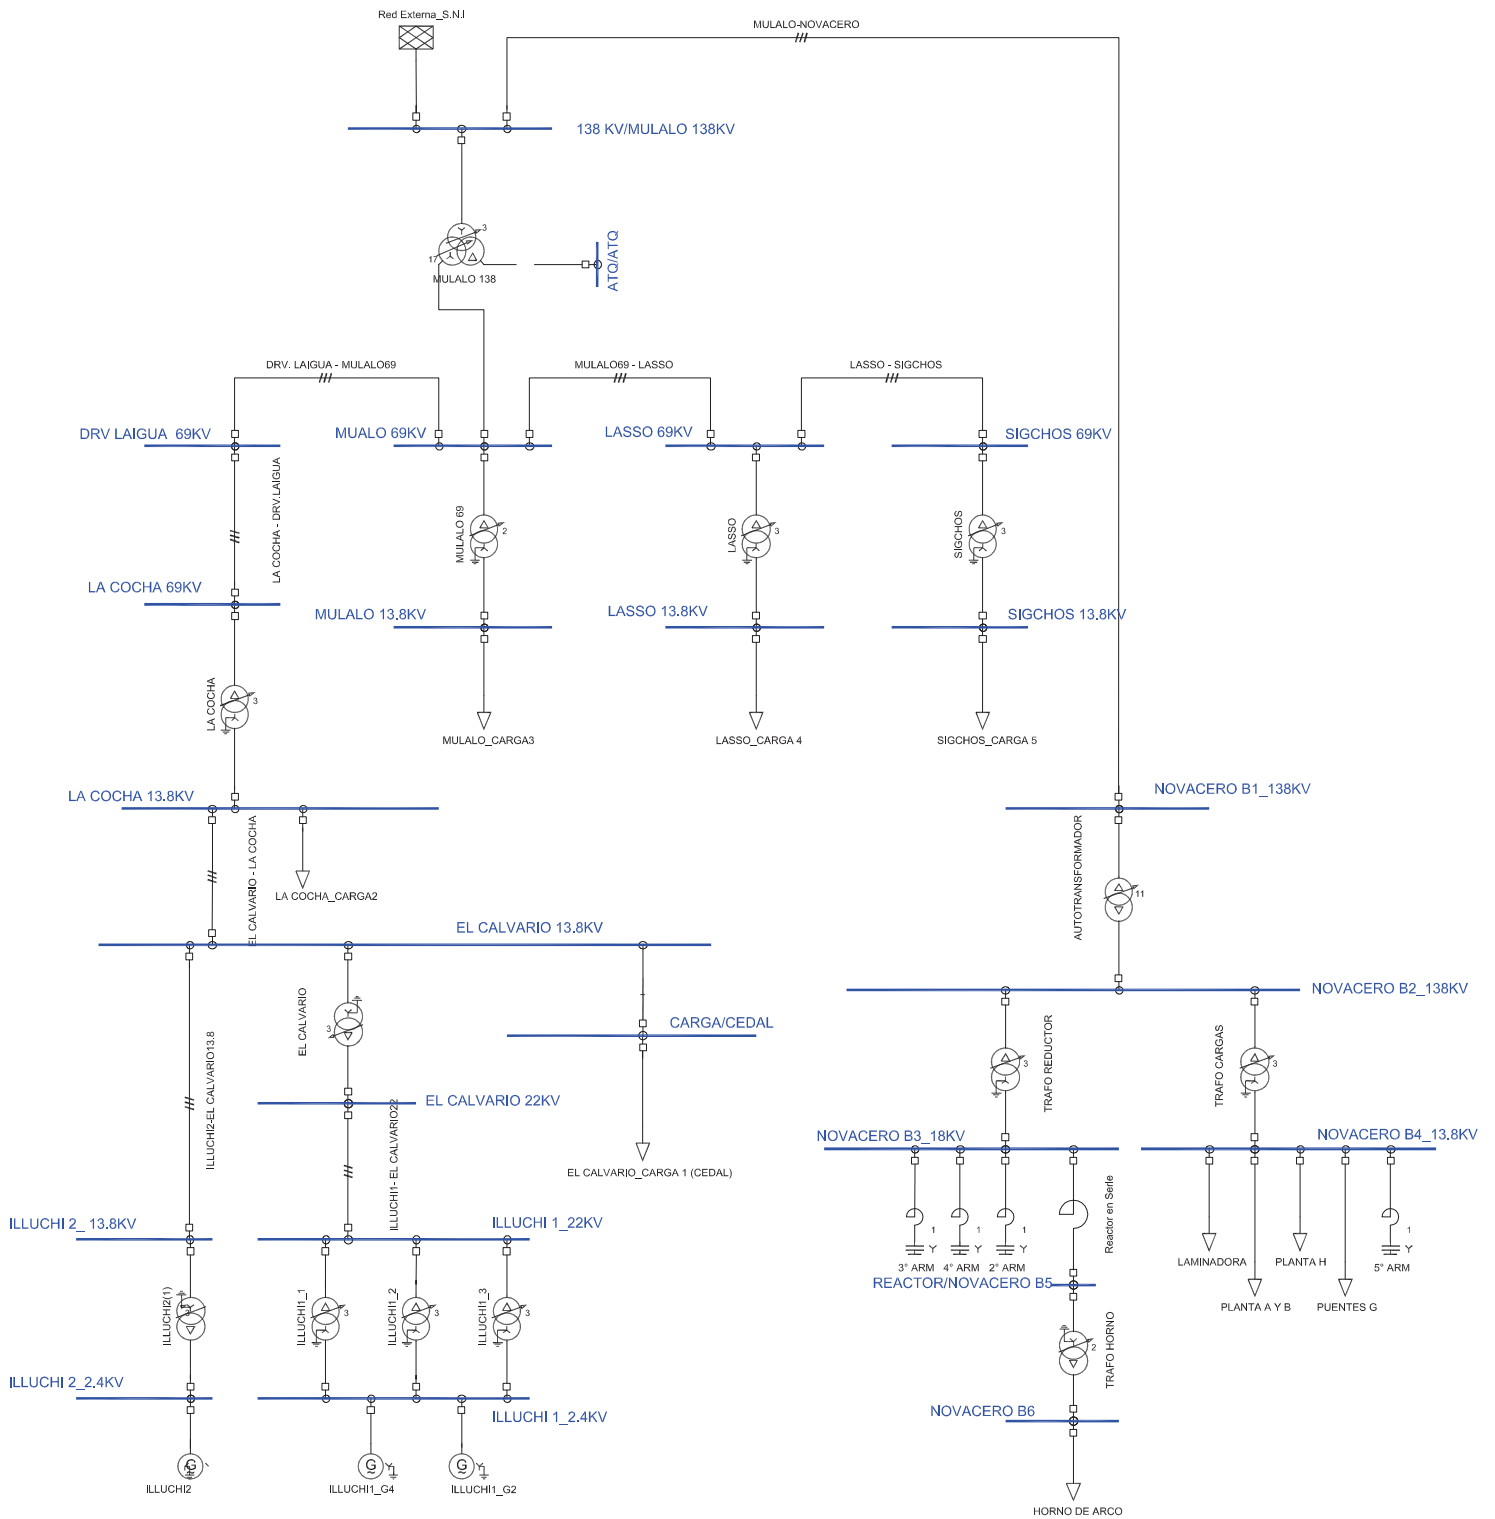 Red Externa_S.N.I
MULALO-NOVACERO
138 KV/MULALO 138KV
3
17
MULALO 138
ATQ/ATQ
DRV. LAIGUA - MULALO69
MULALO69 - LASSO
LASSO - SIGCHOS
DRV LAIGUA 69KV
MUALO 69KV
LASSO 69KV
SIGCHOS 69KV
LA COCHA - DRV.LAIGUA
MULALO 69
2
LASSO
3
SIGCHOS
3
LA COCHA 69KV
MULALO 13.8KV
LASSO 13.8KV
SIGCHOS 13.8KV
LA COCHA
3
MULALO_CARGA3
LASSO_CARGA 4
SIGCHOS_CARGA 5
LA COCHA 13.8KV
NOVACERO B1_138KV
EL CALVARIO - LA COCHA
LA COCHA_CARGA2
AUTOTRANSFORMADOR
11
EL CALVARIO 13.8KV
NOVACERO B2_138KV
EL CALVARIO
3
CARGA/CEDAL
TRAFO REDUCTOR
3
TRAFO CARGAS
3
ILLUCHI2-EL CALVARIO13.8
EL CALVARIO 22KV
ILLUCHI1- EL CALVARIO22
EL CALVARIO_CARGA 1 (CEDAL)
NOVACERO B3_18KV
NOVACERO B4_13.8KV
ILLUCHI 2_ 13.8KV
ILLUCHI 1_22KV
Reactor en Serie
1
Y
3° ARM
1
Y
4° ARM
1
Y
2° ARM
LAMINADORA
PLANTA H
1
Y
5° ARM
REACTOR/NOVACERO B5
PLANTA A Y B
PUENTES G
ILLUCHI2(1)
3
ILLUCHI1_1
3
ILLUCHI1_2
3
ILLUCHI1_3
3
TRAFO HORNO
2
ILLUCHI 2_2.4KV
ILLUCHI 1_2.4KV
NOVACERO B6
G
G
Y
G
Y
ILLUCHI2
ILLUCHI1_G4
ILLUCHI1_G2
HORNO DE ARCO